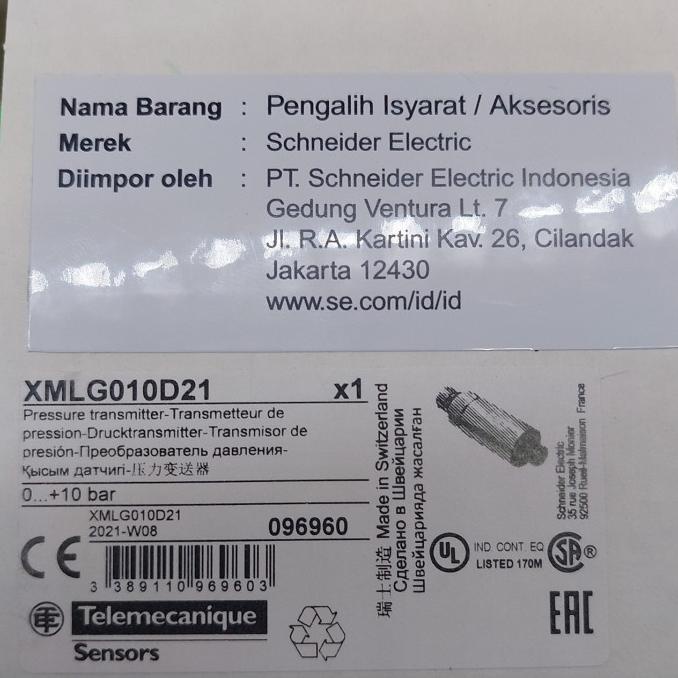 Nama Barang : Pengalih Isyarat / Aksesoris
Merek : Schneider Electric
Diimpor oleh : PT. Schneider Electric Indonesia
Gedung Ventura Lt. 7
Jl. R.A. Kartini Kav. 26, Cilandak
Jakarta 12430
www.se.com/id/id
XMLG010D21 x1
Pressure transmitter-Transmetteur de
pression-Drucktransmitter-Transmisor de
presión-Преобразователь давления-
Қысым датчигі-压力变送器
0...+10 bar
XMLG010D21
2021-W08
096960
3 389110 969603
CE
Telemecanique
Sensors
瑞士制造 Made in Switzerland
Сделано в Швейцарии
Швейцарияда жасалған
Schneider Electric
35 rue Joseph Monier
92500 Rueil-Malmaison France
UL
IND. CONT. EQ
LISTED 170M
SA®
EAC